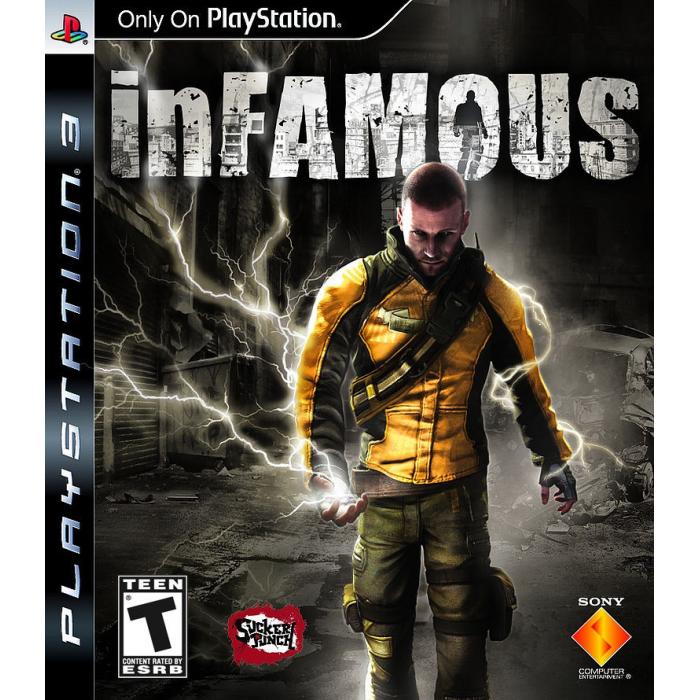 Only On PlayStation®
inFAMOUS
PLAYSTATION® 3
TEEN
T
CONTENT RATED BY
ESRB
SUCKER
PUNCH
SONY
COMPUTER
ENTERTAINMENT®